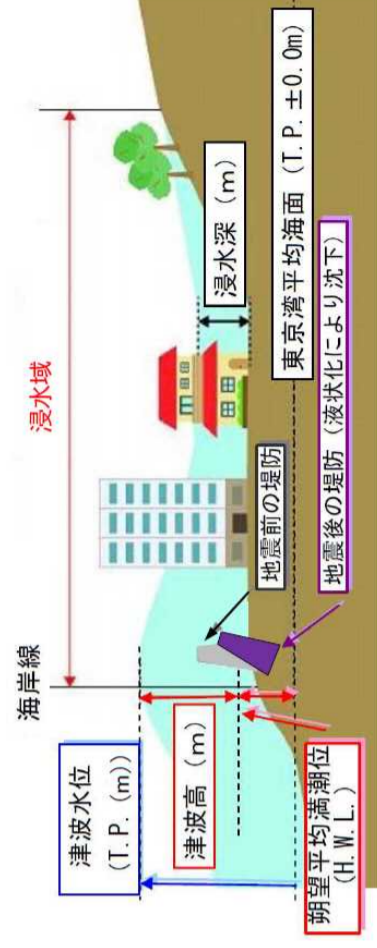 海岸線
浸水域
津波水位
(T.P.(m))
津波高(m)
朔望平均満潮位
(H.W.L.)
浸水深(m)
地震前の堤防
東京湾平均海面(T.P.±0.0m)
地震後の堤防(液状化により沈下)